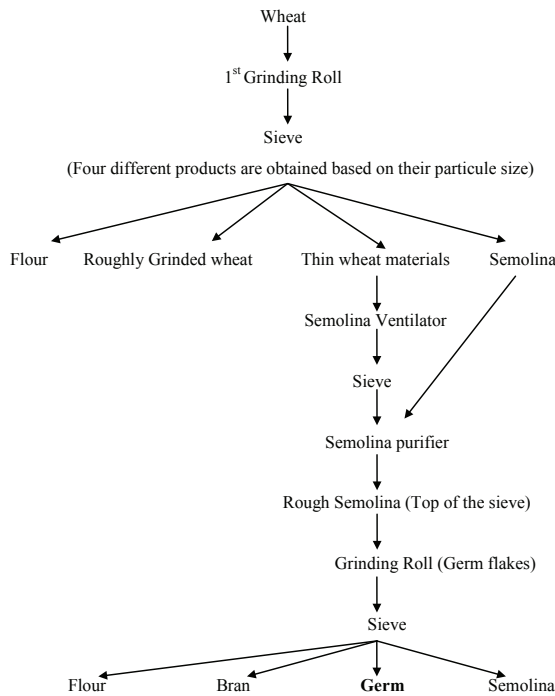 Wheat
1st Grinding Roll
Sieve
(Four different products are obtained based on their particule size)
Flour Roughly Grinded wheat Thin wheat materials Semolina
Semolina Ventilator
Sieve
Semolina purifier
Rough Semolina (Top of the sieve)
Grinding Roll (Germ flakes)
Sieve
Flour Bran Germ Semolina